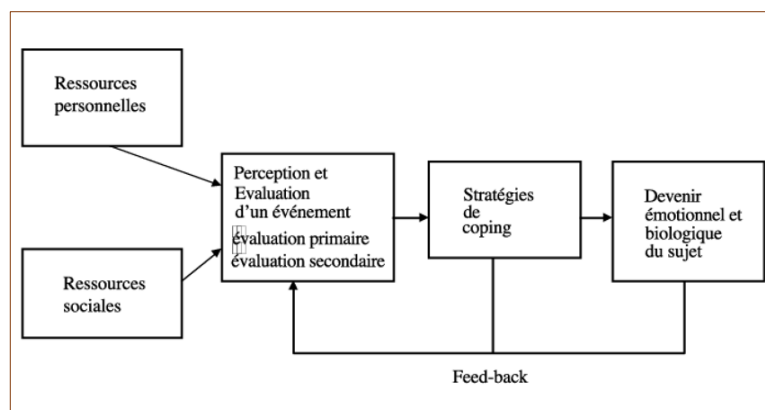 Ressources
personnelles
Perception et
Evaluation
d'un événement
évaluation primaire
évaluation secondaire
Stratégies
de
coping
Devenir
émotionnel et
biologique
du sujet
Ressources
sociales
Feed-back